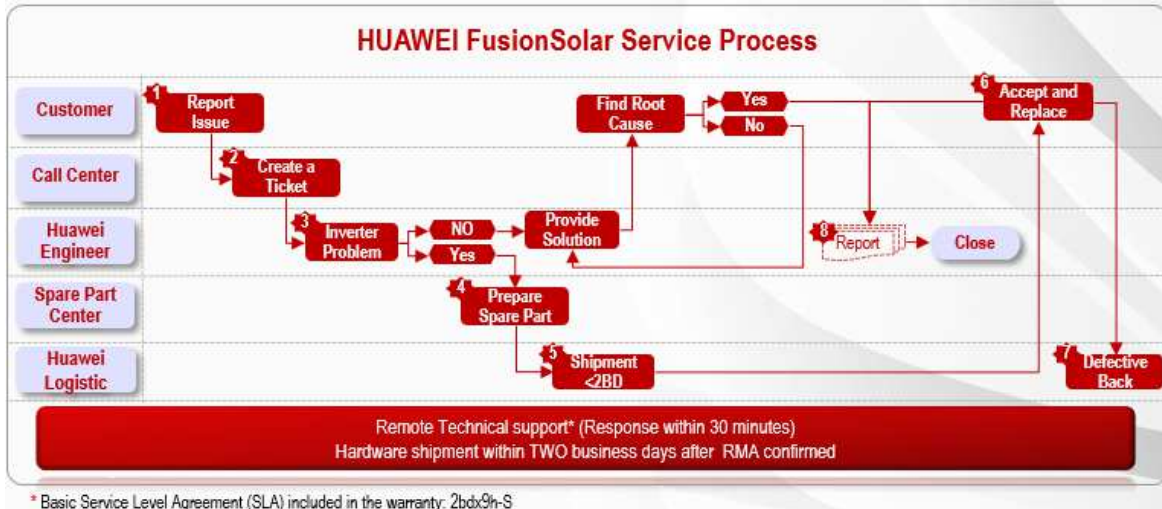 HUAWEI FusionSolar Service Process
Customer
1
Report
Issue
Find Root
Cause
Yes
No
6
Accept and
Replace
Call Center
2
Create a
Ticket
Huawei
Engineer
3
Inverter
Problem
NO
Yes
Provide
Solution
8
Report
Close
Spare Part
Center
4
Prepare
Spare Part
Huawei
Logistic
5
Shipment
<2BD
7
Defective
Back
Remote Technical support* (Response within 30 minutes)
Hardware shipment within TWO business days after RMA confirmed
* Basic Service Level Agreement (SLA) included in the warranty: 2bdx9h-S